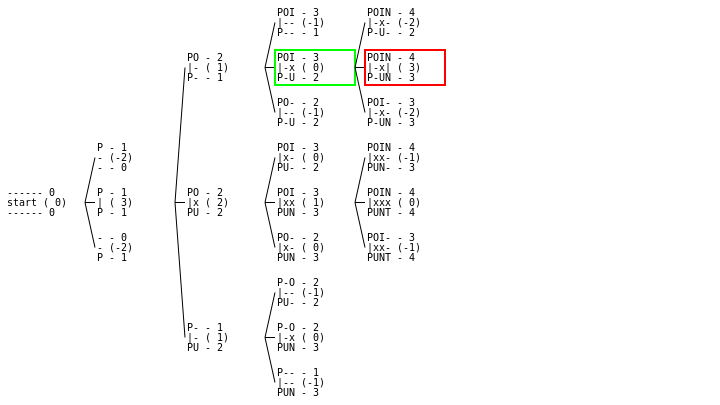 ------ 0
start ( 0)
------ 0
P - 1
- (-2)
- - 0
P - 1
| ( 3)
P - 1
- - 0
- (-2)
P - 1
PO - 2
|- ( 1)
P- - 1
PO - 2
|x ( 2)
PU - 2
P- - 1
|- ( 1)
PU - 2
POI - 3
|-- (-1)
P-- - 1
POI - 3
|-x ( 0)
P-U - 2
PO- - 2
|-- (-1)
P-U - 2
POI - 3
|x- ( 0)
PU- - 2
POI - 3
|xx ( 1)
PUN - 3
PO- - 2
|x- ( 0)
PUN - 3
P-O - 2
|-- (-1)
PU- - 2
P-O - 2
|-x ( 0)
PUN - 3
P-- - 1
|-- (-1)
PUN - 3
POIN - 4
|-x- (-2)
P-U- - 2
POIN - 4
|-x| ( 3)
P-UN - 3
POI- - 3
|-x- (-2)
P-UN - 3
POIN - 4
|xx- (-1)
PUN- - 3
POIN - 4
|xxx ( 0)
PUNT - 4
POI- - 3
|xx- (-1)
PUNT - 4